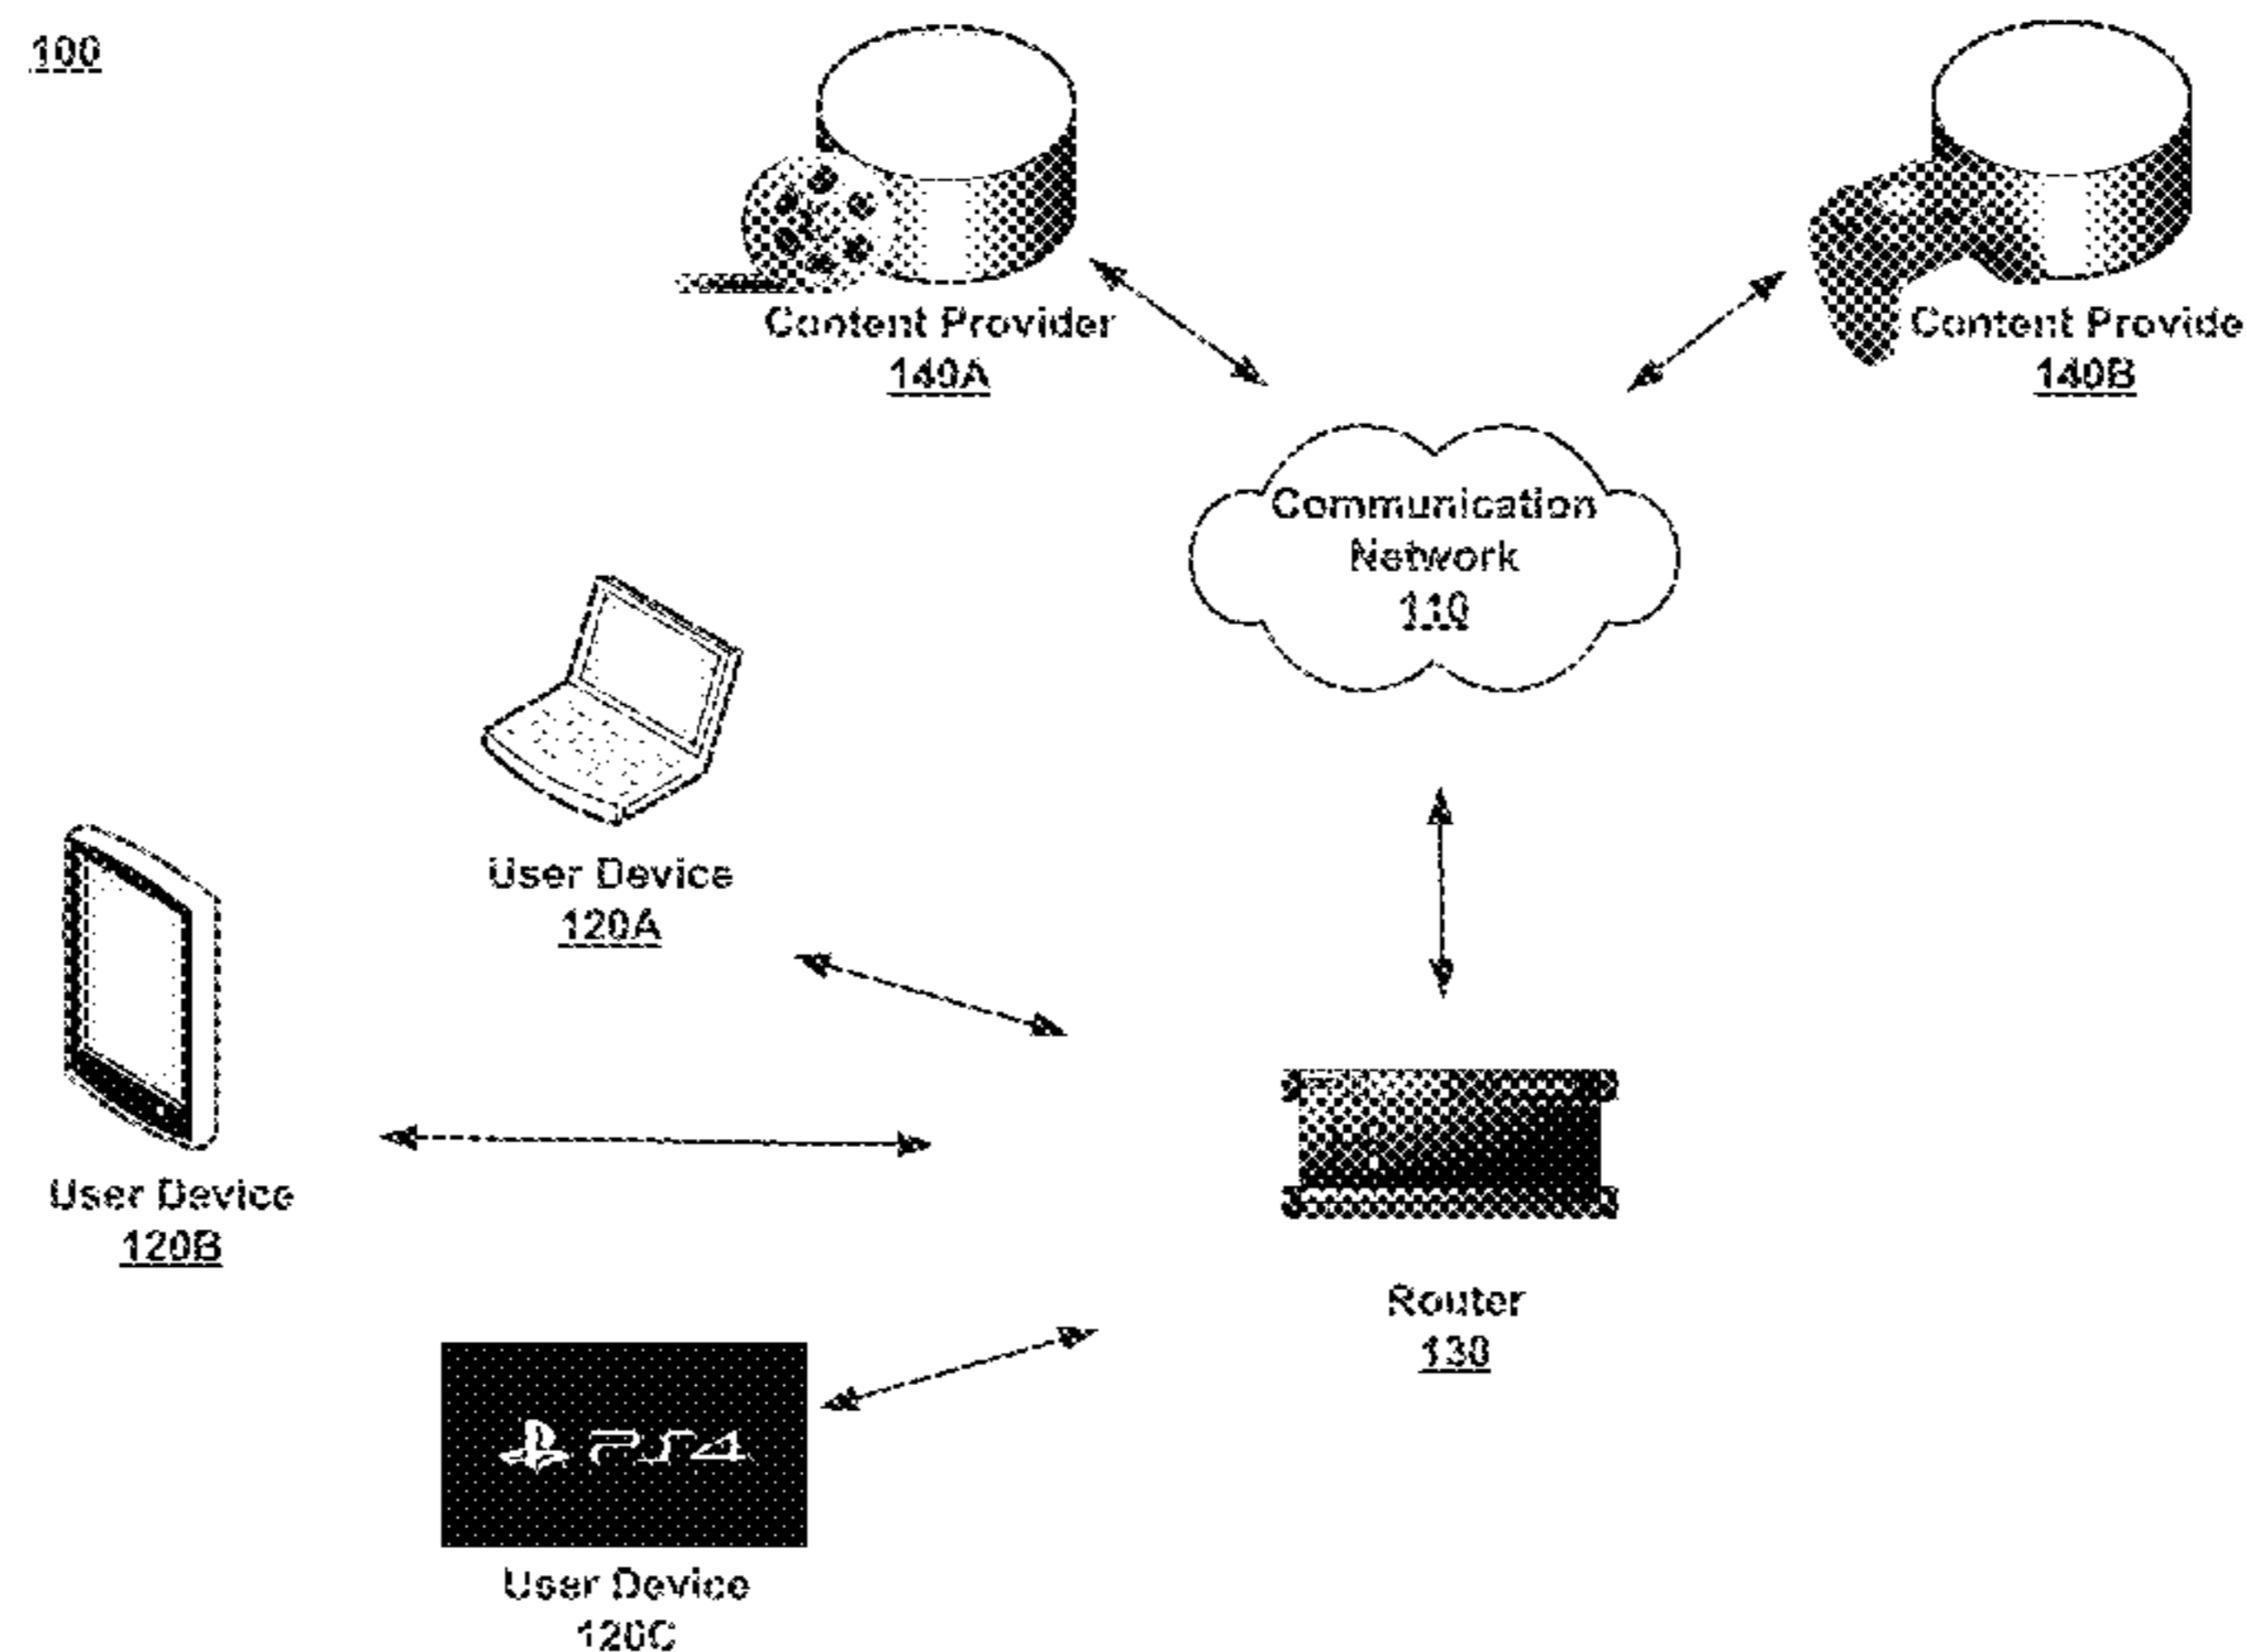 100
Content Provider
140A
Content Provide
140B
Communication
Network
110
User Device
120A
User Device
120B
Router
130
PS4
User Device
120C